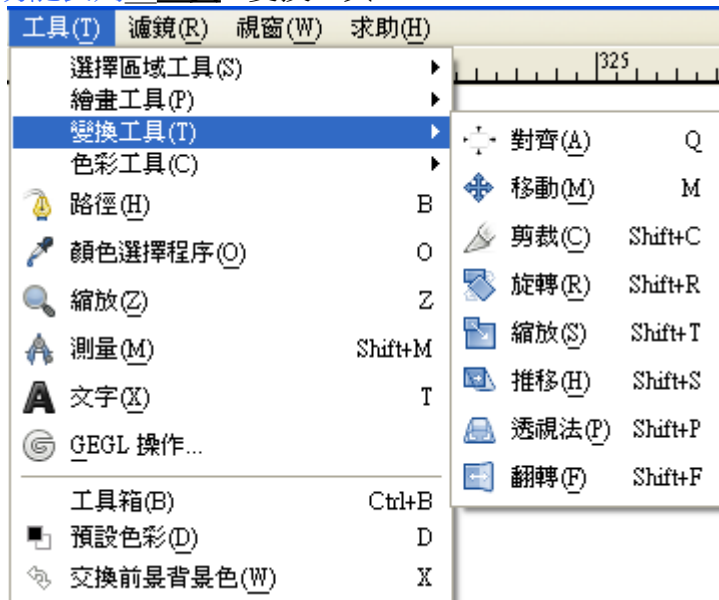 工具(T) 濾鏡(R) 視窗(W) 求助(H)
325
選擇區域工具(S)
繪畫工具(P)
變換工具(T)
色彩工具(C)
路徑(H) B
顏色選擇程序(O) O
縮放(Z) Z
測量(M) Shift+M
文字(X) T
GEGL 操作...
工具箱(B) Ctrl+B
預設色彩(D) D
交換前景背景色(W) X
對齊(A) Q
移動(M) M
剪裁(C) Shift+C
旋轉(R) Shift+R
縮放(S) Shift+T
推移(H) Shift+S
透視法(P) Shift+P
翻轉(F) Shift+F